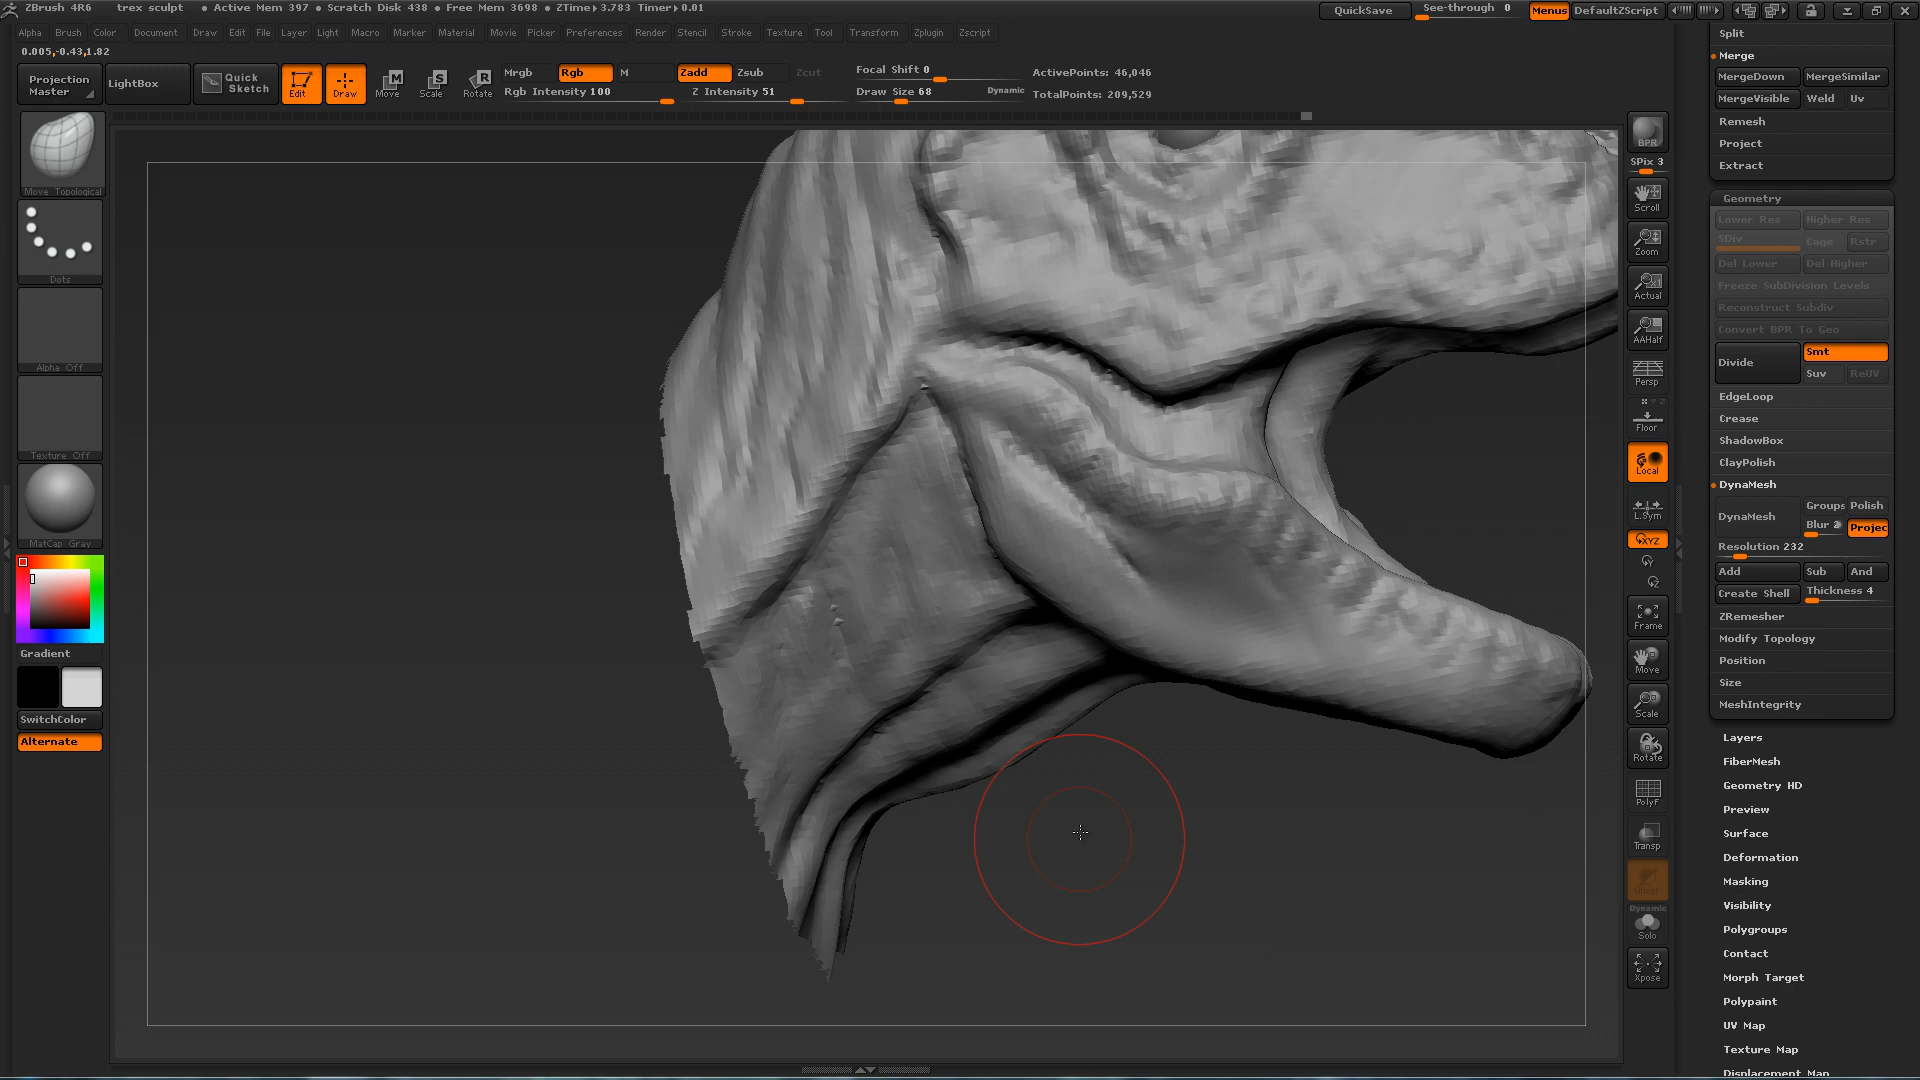 ZBrush 4R6 trex sculpt • Active Mem 397 • Scratch Disk 438 • Free Mem 3698 • ZTime▸3.783 Timer▸0.01 QuickSave See-through 0 Menus DefaultZScript
Alpha Brush Color Document Draw Edit File Layer Light Macro Marker Material Movie Picker Preferences Render Stencil Stroke Texture Tool Transform Zplugin Zscript
0.005,-0.43,1.82
Projection Master
LightBox
Quick Sketch
Edit
Draw
Move
Scale
Rotate
Mrgb Rgb M
Rgb Intensity 100
Zadd Zsub Zcut
Z Intensity 51
Focal Shift 0
Draw Size 68 Dynamic
ActivePoints: 46,046
TotalPoints: 209,529
Move Topological
Dots
Alpha Off
Texture Off
MatCap Gray
Gradient
SwitchColor
Alternate
BPR
SPix 3
Scroll
Zoom
Actual
AAHalf
Persp
Floor
Local
L.Sym
XYZ
Y
Z
Frame
Move
Scale
Rotate
PolyF
Transp
Ghost
Dynamic
Solo
Xpose
Split
Merge
MergeDown MergeSimilar
MergeVisible Weld Uv
Remesh
Project
Extract
Geometry
Lower Res Higher Res
SDiv Cage Rstr
Del Lower Del Higher
Freeze SubDivision Levels
Reconstruct Subdiv
Convert BPR To Geo
Divide Smt
Suv ReUV
EdgeLoop
Crease
ShadowBox
ClayPolish
DynaMesh
DynaMesh Groups Polish
Blur 2 Projec
Resolution 232
Add Sub And
Create Shell Thickness 4
ZRemesher
Modify Topology
Position
Size
MeshIntegrity
Layers
FiberMesh
Geometry HD
Preview
Surface
Deformation
Masking
Visibility
Polygroups
Contact
Morph Target
Polypaint
UV Map
Texture Map
Displacement Map